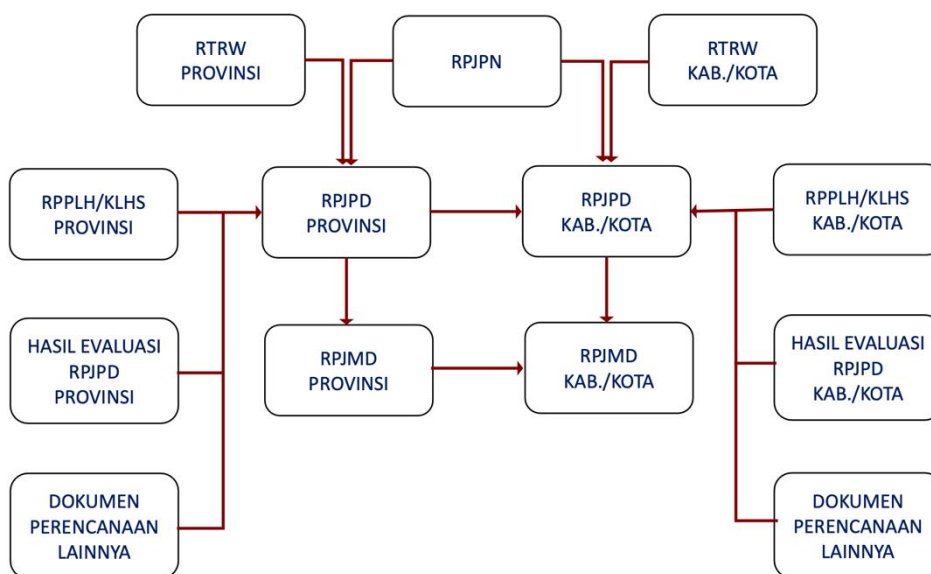 RTRW
PROVINSI
RPJPN
RTRW
KAB./KOTA
RPPLH/KLHS
PROVINSI
RPJPD
PROVINSI
RPJPD
KAB./KOTA
RPPLH/KLHS
KAB./KOTA
HASIL EVALUASI
RPJPD
PROVINSI
RPJMD
PROVINSI
RPJMD
KAB./KOTA
HASIL EVALUASI
RPJPD
KAB./KOTA
DOKUMEN
PERENCANAAN
LAINNYA
DOKUMEN
PERENCANAAN
LAINNYA